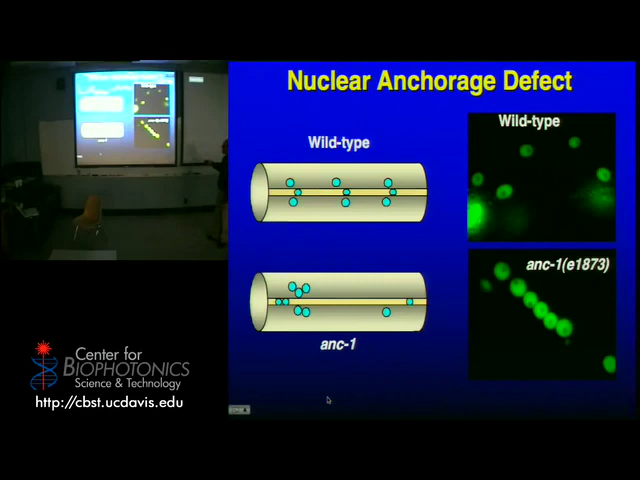 Nuclear Anchorage Defect
Wild-type
Wild-type
anc-1(e1873)
anc-1
Center for
BIOPHOTONICS
Science & Technology
http://cbst.ucdavis.edu